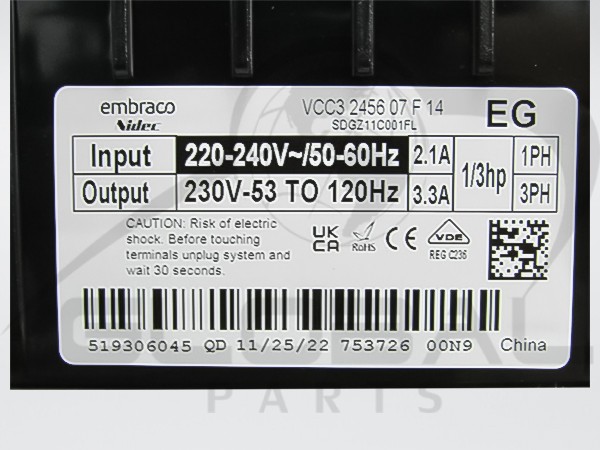 embraco VCC3 2456 07 F 14 EG
Nidec SDGZ11C001FL
Input 220-240V~/50-60Hz 2.1A 1/3hp 1PH
Output 230V-53 TO 120Hz 3.3A 3PH
CAUTION: Risk of electric
shock. Before touching
terminals unplug system and
wait 30 seconds.
UK
CA
RoHS
CE
VDE
REG C236
519306045 QD 11/25/22 753726 00N9 China
GLOBAL
PARTS